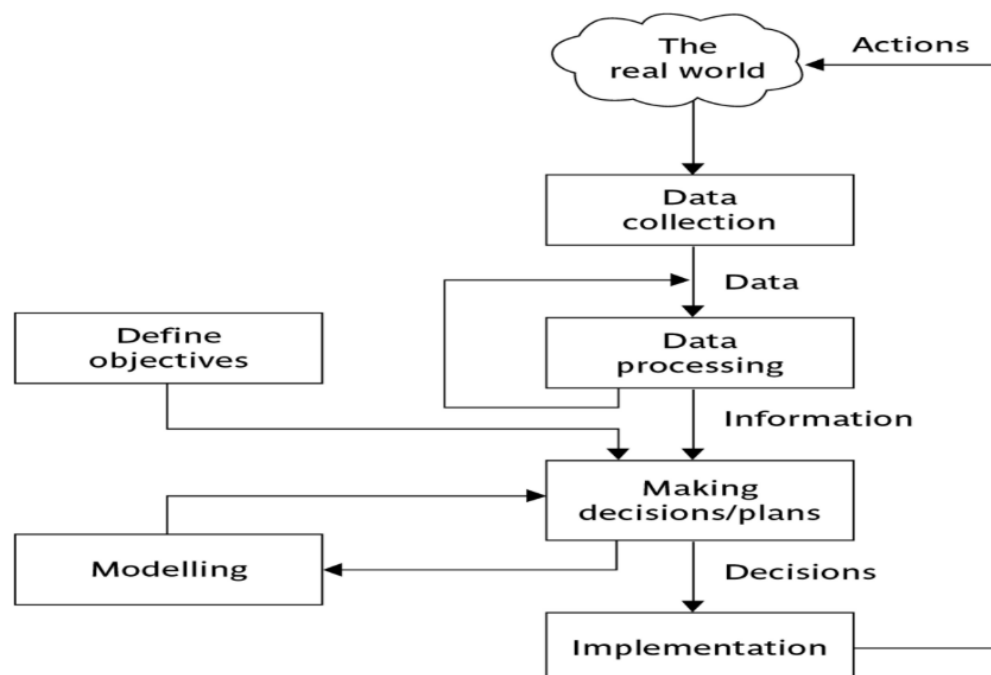 The
real world
Actions
Data
collection
Data
Define
objectives
Data
processing
Information
Making
decisions/plans
Modelling
Decisions
Implementation